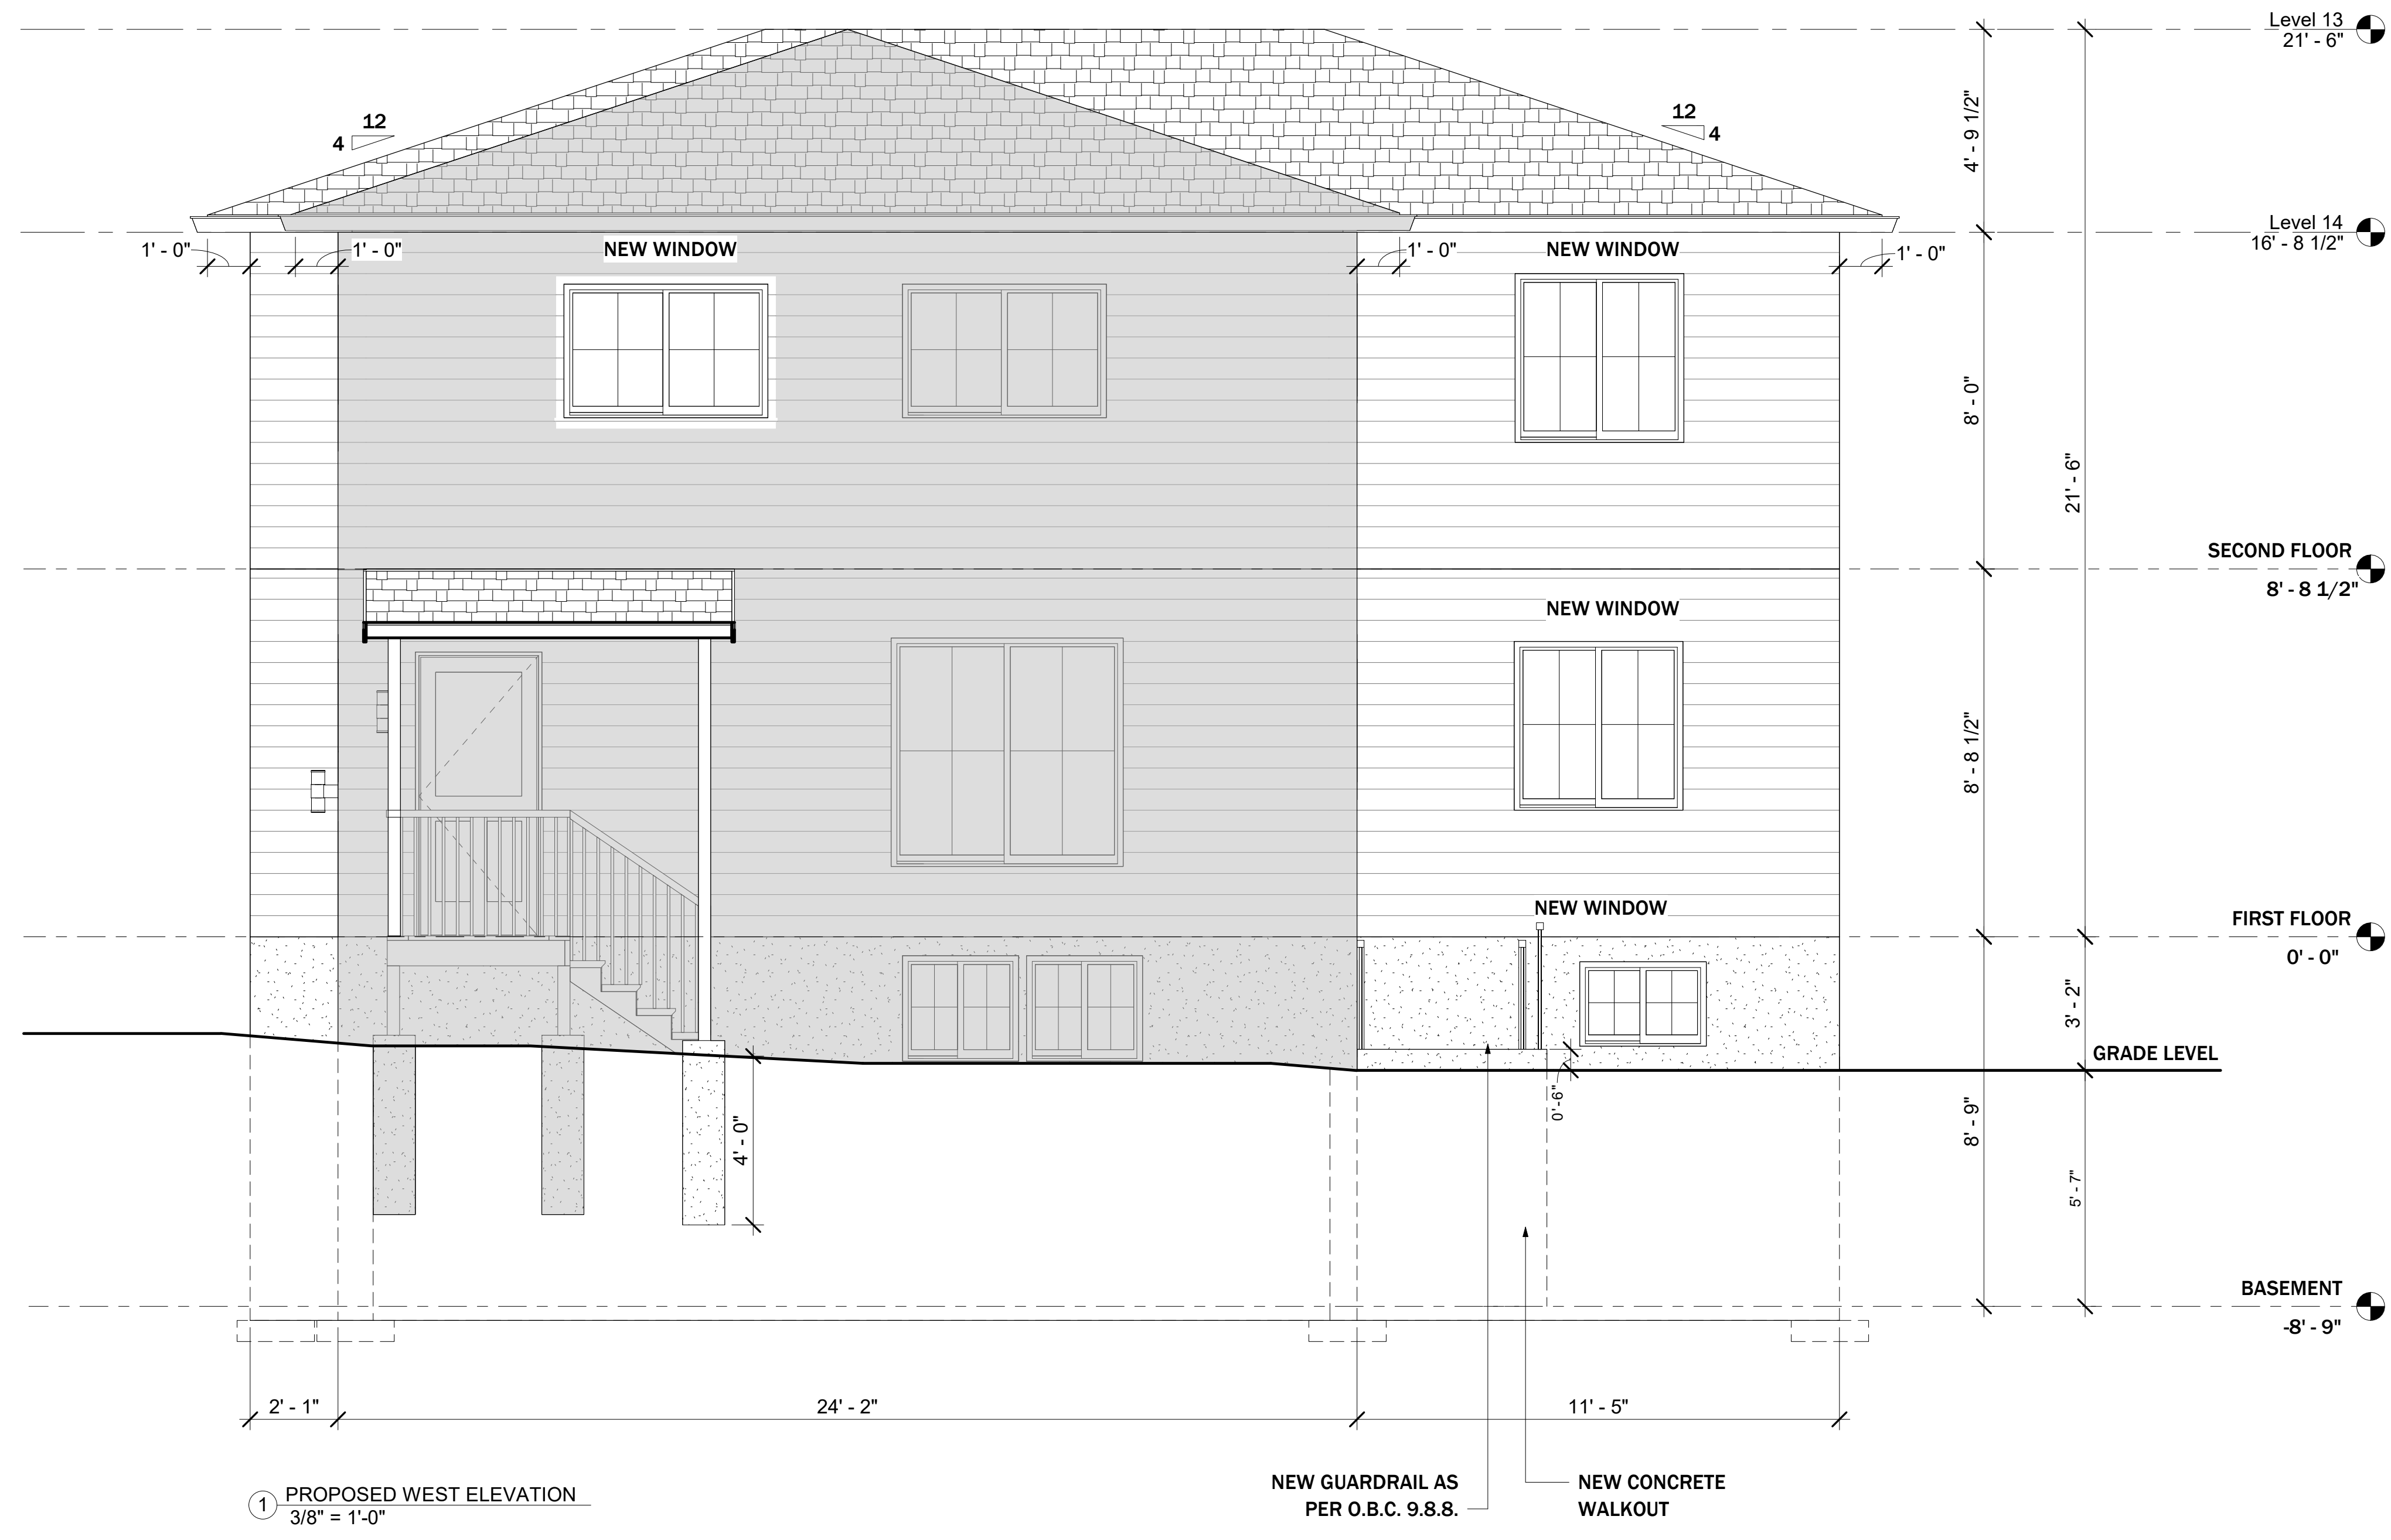 Level 13
21' - 6"
12
4
12
4
4' - 9 1/2"
Level 14
16' - 8 1/2"
1' - 0"
1' - 0"
NEW WINDOW
1' - 0"
NEW WINDOW
1' - 0"
8' - 0"
21' - 6"
SECOND FLOOR
8' - 8 1/2"
NEW WINDOW
8' - 8 1/2"
NEW WINDOW
FIRST FLOOR
0' - 0"
3' - 2"
GRADE LEVEL
0' - 6"
4' - 0"
8' - 9"
5' - 7"
BASEMENT
-8' - 9"
2' - 1"
24' - 2"
11' - 5"
NEW GUARDRAIL AS
PER O.B.C. 9.8.8.
NEW CONCRETE
WALKOUT
1
PROPOSED WEST ELEVATION
3/8" = 1'-0"